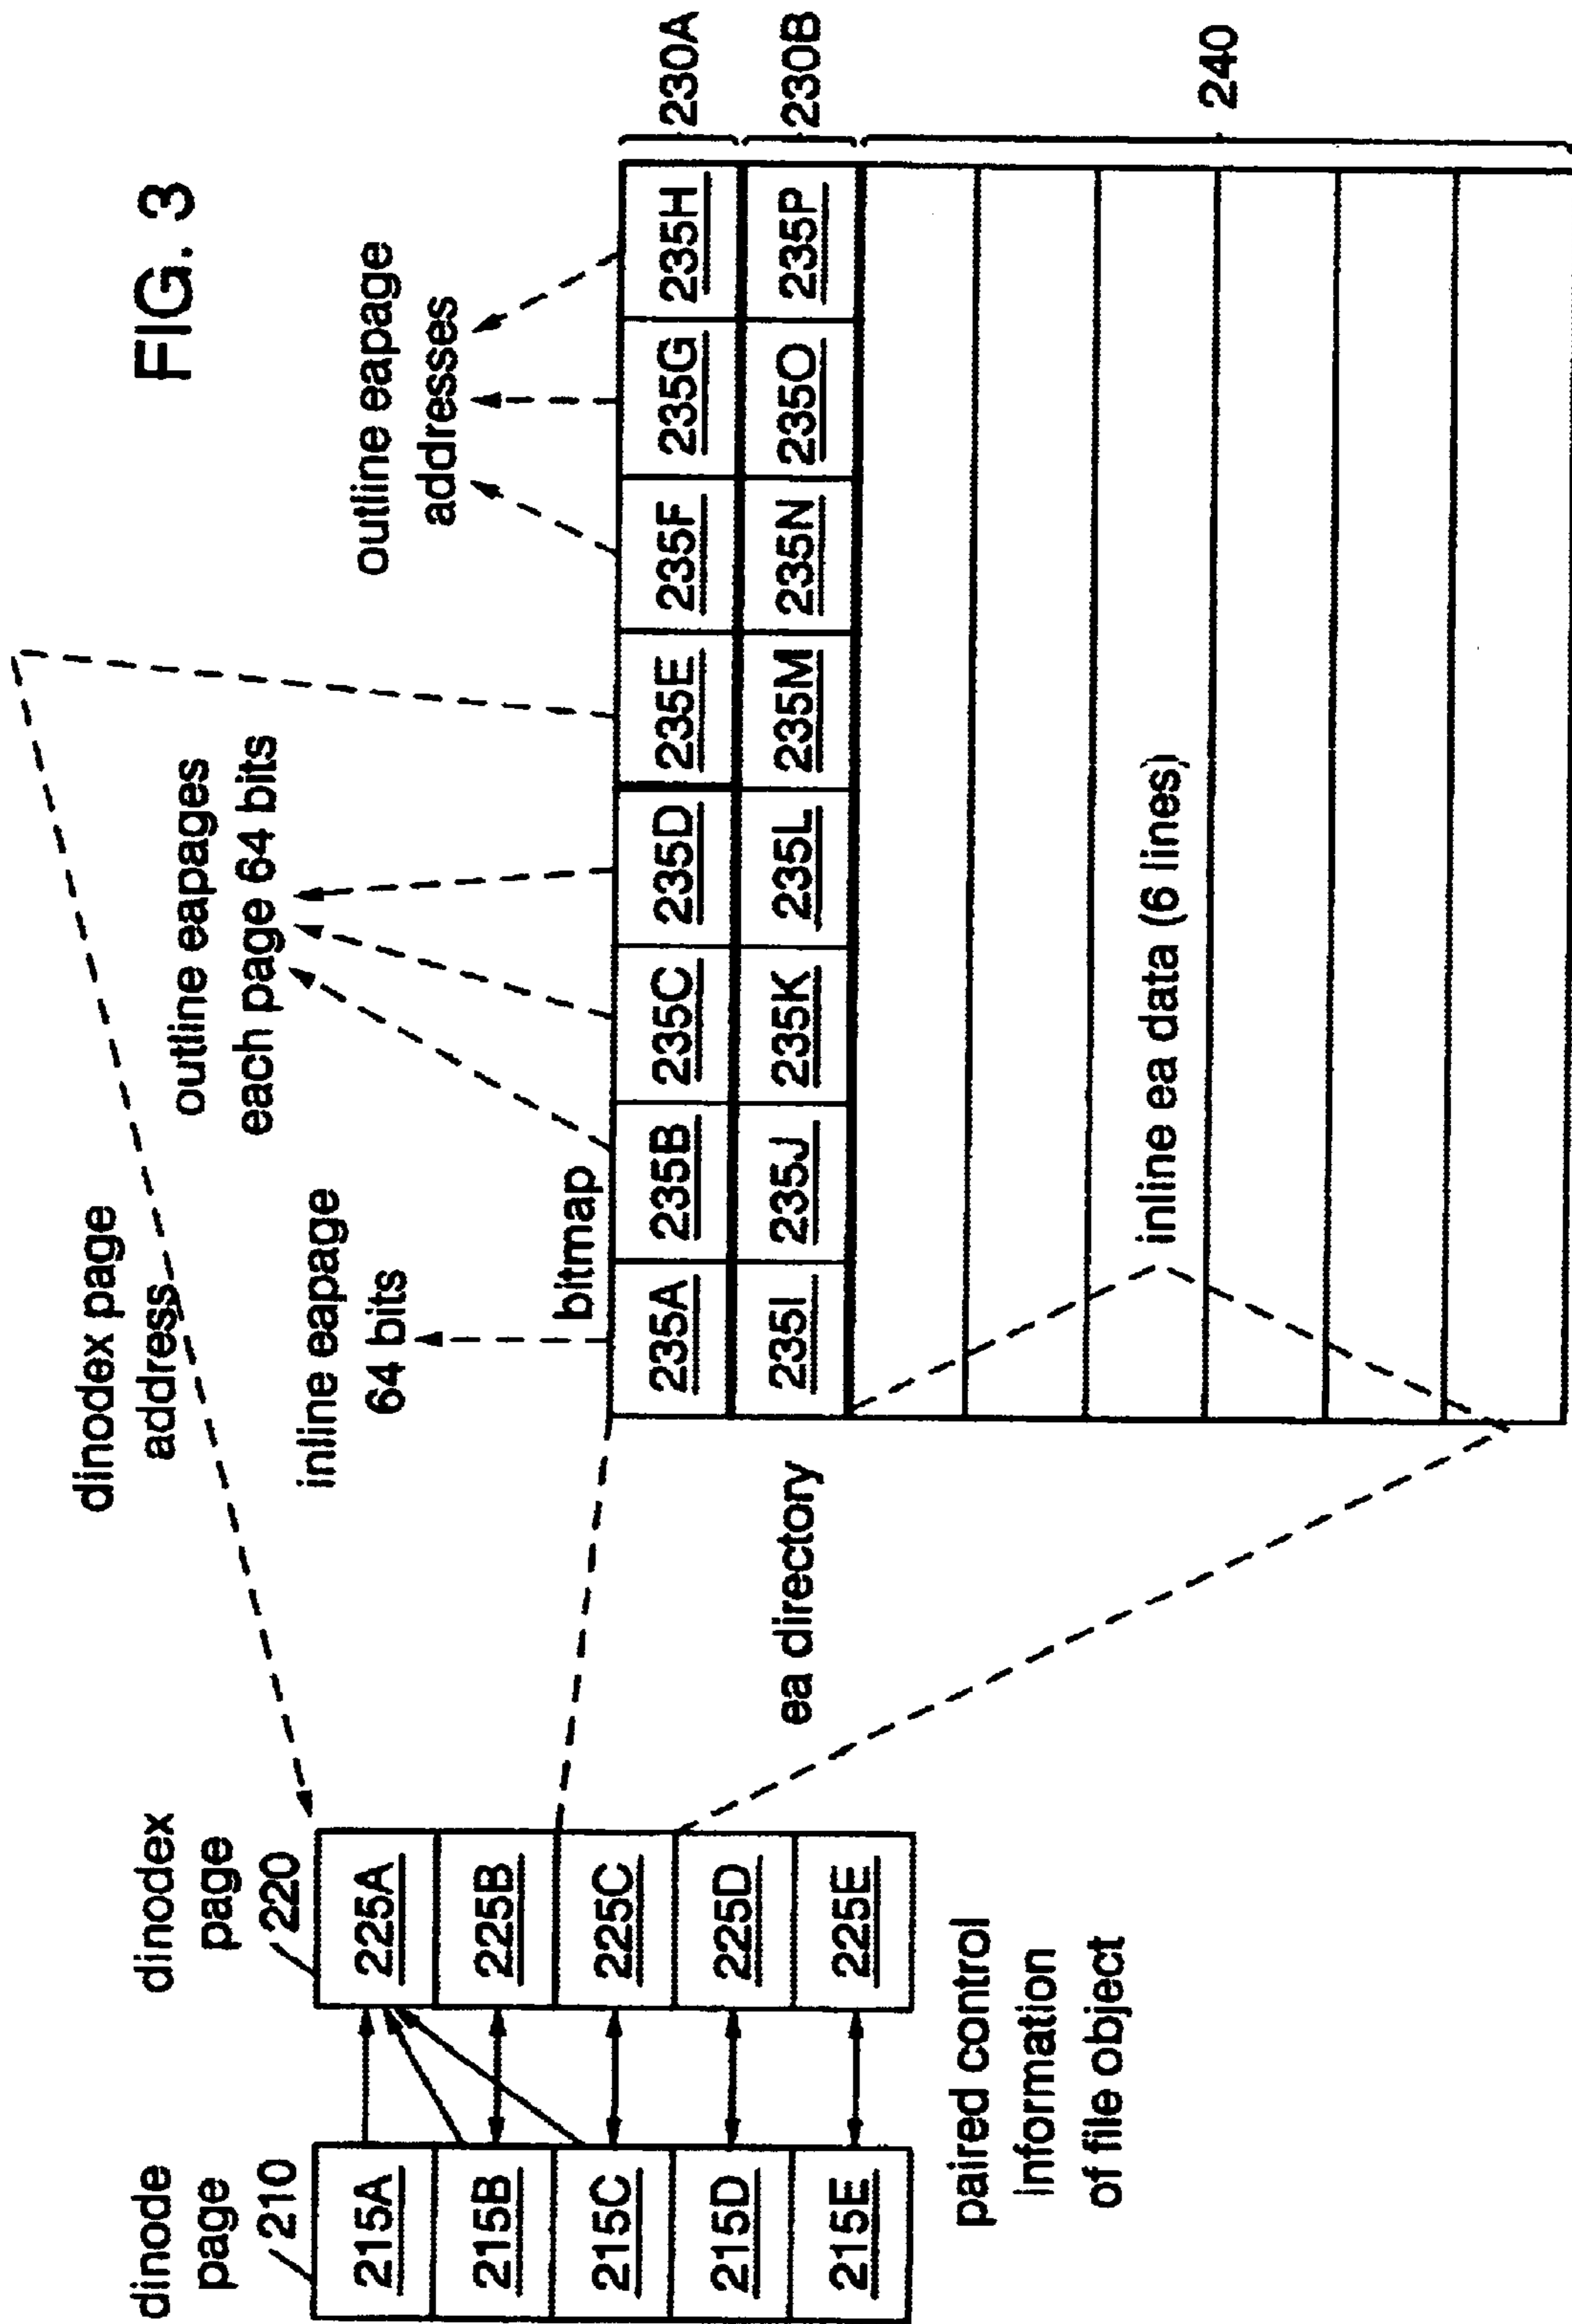 FIG. 3
dinodex page
address
outline eapages
each page 64 bits
outline eapage
addresses
inline eapage
64 bits
bitmap
dinode
page
210
dinodex
page
220
215A
215B
215C
215D
215E
225A
225B
225C
225D
225E
paired control
information
of file object
ea directory
235A 235B 235C 235D 235E 235F 235G 235H
230A
235I 235J 235K 235L 235M 235N 235O 235P
230B
inline ea data (6 lines)
240